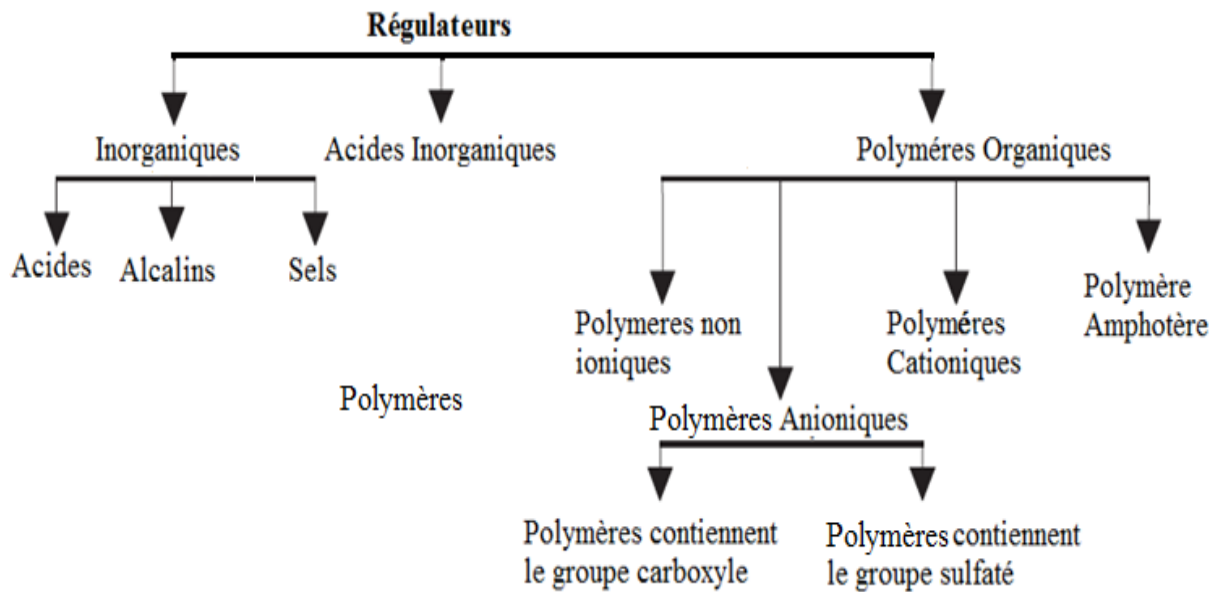 Régulateurs
Inorganiques
Acides Inorganiques
Polyméres Organiques
Acides
Alcalins
Sels
Polymère
Amphotère
Polymeres non
ioniques
Polyméres
Cationiques
Polymères
Polymères Anioniques
Polymères contiennent
le groupe carboxyle
Polymères contiennent
le groupe sulfaté